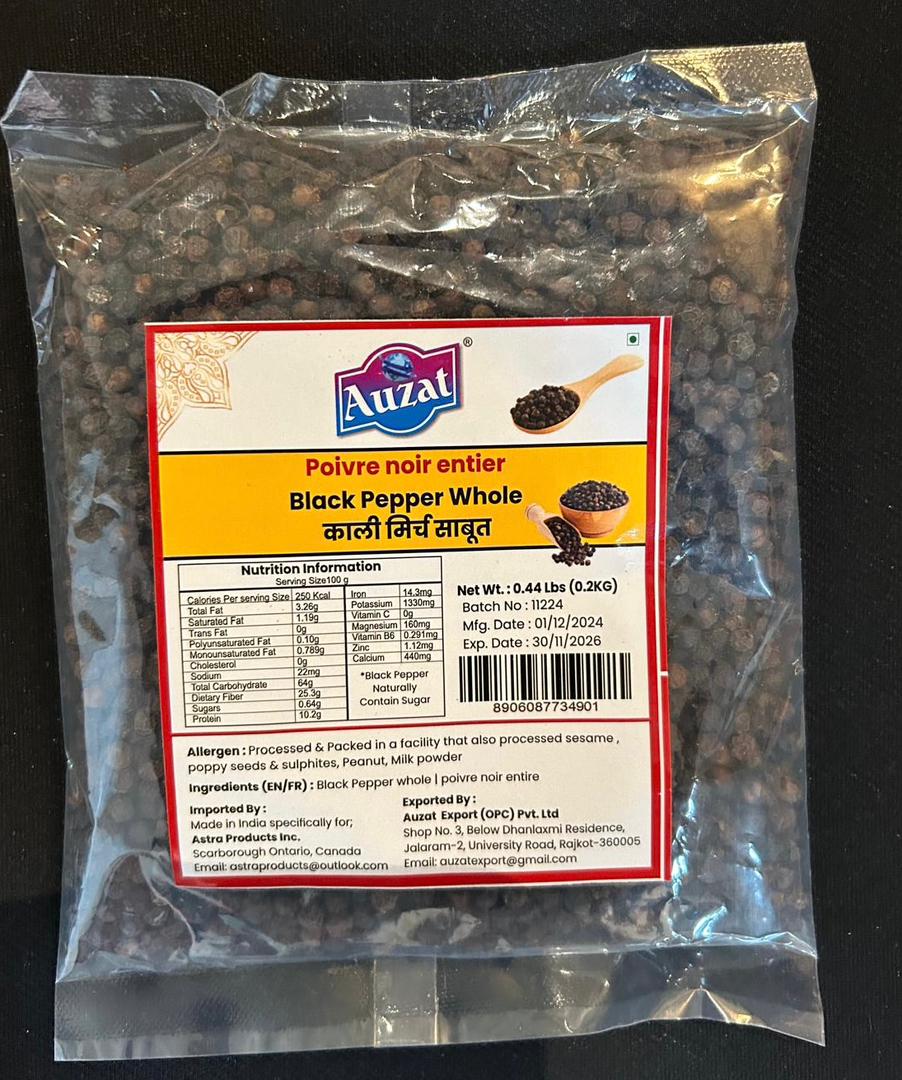 Auzat®
Poivre noir entier
Black Pepper Whole
काली मिर्च साबूत
Nutrition Information
Serving Size100 g
Calories Per serving Size 250 Kcal
Total Fat 3.26g
Saturated Fat 1.19g
Trans Fat 0g
Polyunsaturated Fat 0.10g
Monounsaturated Fat 0.789g
Cholesterol 0g
Sodium 22mg
Total Carbohydrate 64g
Dietary Fiber 25.3g
Sugars 0.64g
Protein 10.2g
Iron 14.3mg
Potassium 1330mg
Vitamin C 0g
Magnesium 160mg
Vitamin B6 0.291mg
Zinc 1.12mg
Calcium 440mg
*Black Pepper
Naturally
Contain Sugar
Net Wt. : 0.44 Lbs (0.2KG)
Batch No : 11224
Mfg. Date : 01/12/2024
Exp. Date : 30/11/2026
8906087734901
Allergen : Processed & Packed in a facility that also processed sesame ,
poppy seeds & sulphites, Peanut, Milk powder
Ingredients (EN/FR) : Black Pepper whole | poivre noir entire
Imported By :
Made in India specifically for;
Astra Products Inc.
Scarborough Ontario, Canada
Email: astraproducts@outlook.com
Exported By :
Auzat Export (OPC) Pvt. Ltd
Shop No. 3, Below Dhanlaxmi Residence,
Jalaram-2, University Road, Rajkot-360005
Email: auzatexport@gmail.com